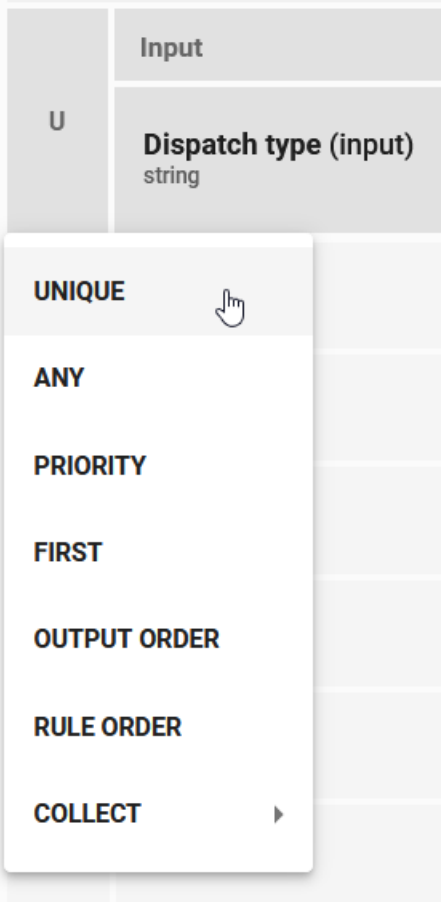 Input
U
Dispatch type (input)
string
UNIQUE
ANY
PRIORITY
FIRST
OUTPUT ORDER
RULE ORDER
COLLECT